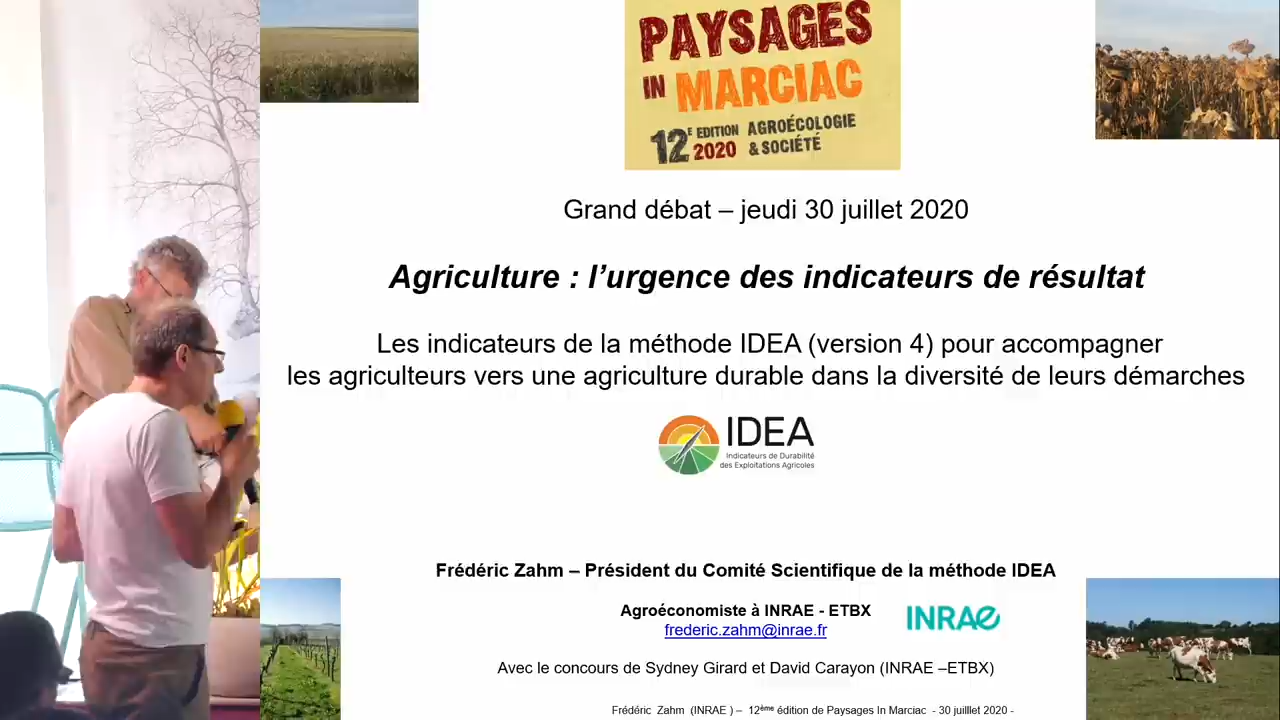 PAYSAGES
IN MARCIAC
12E EDITION 2020 AGROÉCOLOGIE & SOCIÉTÉ
Grand débat – jeudi 30 juillet 2020
Agriculture : l’urgence des indicateurs de résultat
Les indicateurs de la méthode IDEA (version 4) pour accompagner
les agriculteurs vers une agriculture durable dans la diversité de leurs démarches
IDEA
Indicateurs de Durabilité
des Exploitations Agricoles
Frédéric Zahm – Président du Comité Scientifique de la méthode IDEA
Agroéconomiste à INRAE - ETBX
INRAE
frederic.zahm@inrae.fr
Avec le concours de Sydney Girard et David Carayon (INRAE –ETBX)
Frédéric Zahm (INRAE ) – 12ème édition de Paysages In Marciac - 30 juilllet 2020 -